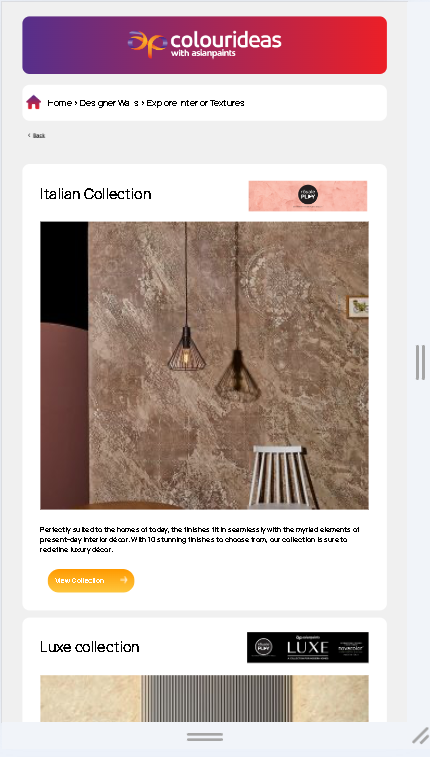 colourideas
with asianpaints
Home › Designer Walls › Explore Interior Textures
‹ Back
Italian Collection
royale
PLAY
Perfectly suited to the homes of today, the finishes fit in seamlessly with the myriad elements of
present-day interior décor. With 10 stunning finishes to choose from, our collection is sure to
redefine luxury décor.
View Collection
Luxe collection
PLAY
asianpaints
LUXE
novacolor